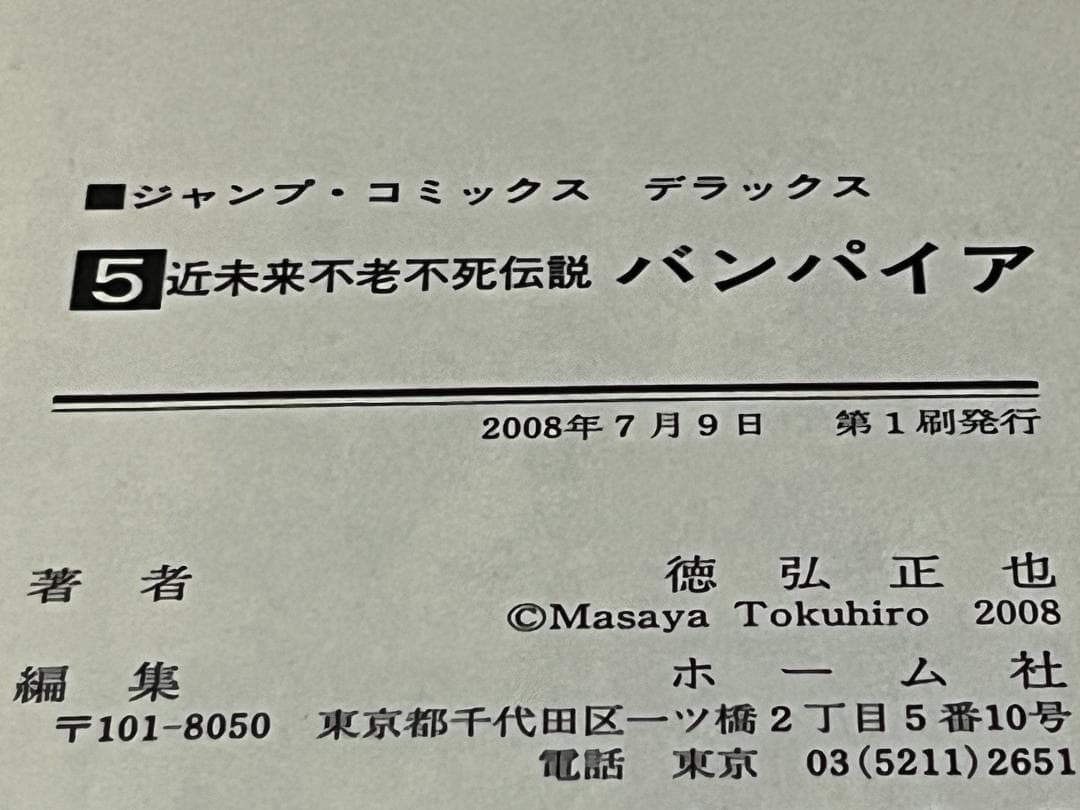 ■ジャンプ・コミックス デラックス
5近未来不老不死伝説 バンパイア
2008年7月9日 第1刷発行
著者 徳弘正也
©Masaya Tokuhiro 2008
編集 ホーム社
〒101-8050 東京都千代田区一ツ橋2丁目5番10号
電話 東京 03(5211)2651